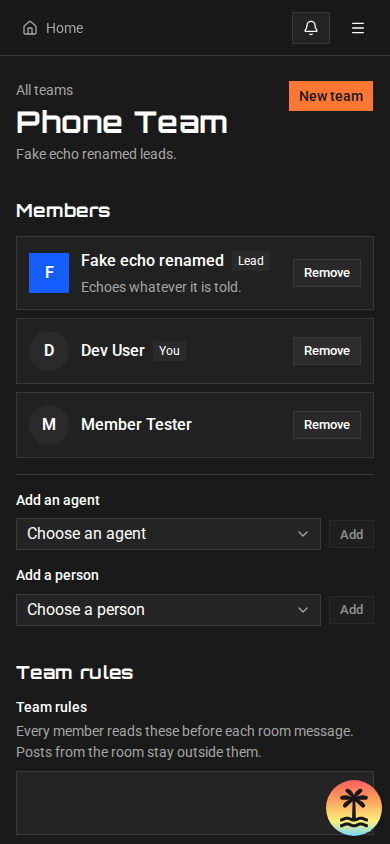 Home
All teams
New team
Phone Team
Fake echo renamed leads.
Members
F
Fake echo renamed
Lead
Remove
Echoes whatever it is told.
D
Dev User
You
Remove
M
Member Tester
Remove
Add an agent
Choose an agent
Add
Add a person
Choose a person
Add
Team rules
Team rules
Every member reads these before each room message.
Posts from the room stay outside them.